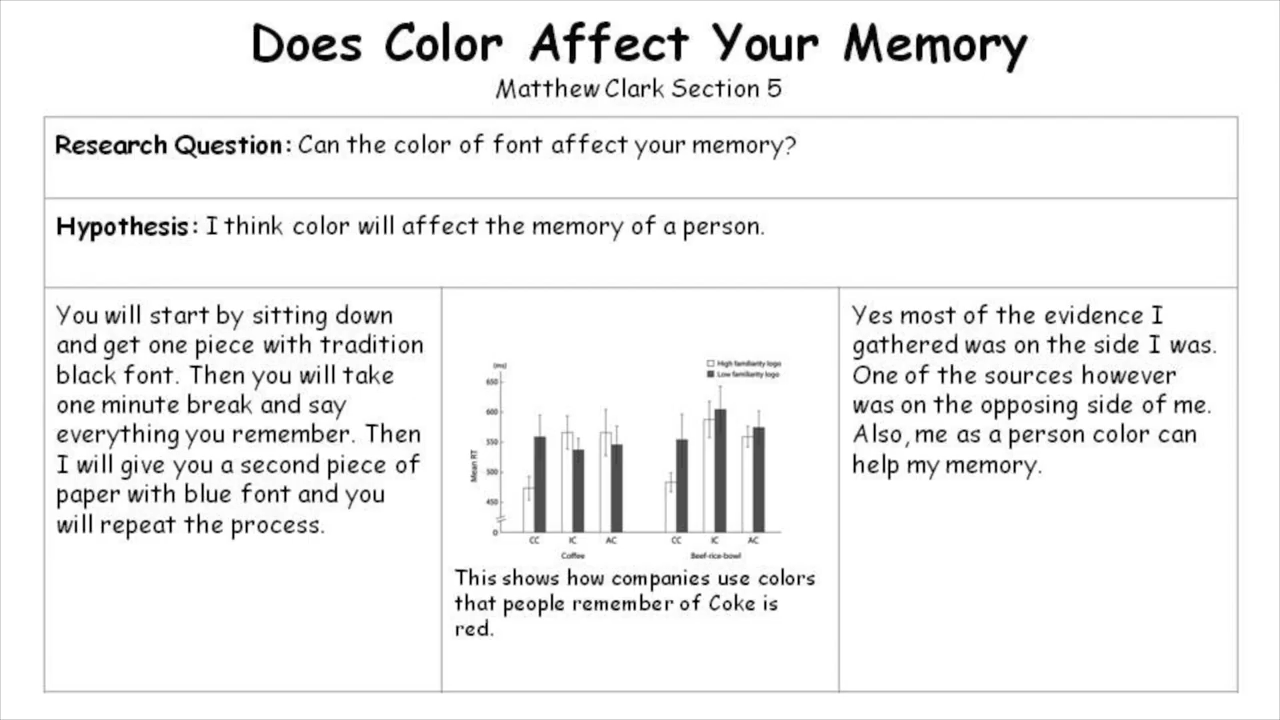 Does Color Affect Your Memory
Matthew Clark Section 5
Research Question: Can the color of font affect your memory?
Hypothesis: I think color will affect the memory of a person.
You will start by sitting down
and get one piece with tradition
black font. Then you will take
one minute break and say
everything you remember. Then
I will give you a second piece of
paper with blue font and you
will repeat the process.
(ms)
High familiarity logo
Low familiarity logo
650
600
550
500
450
0
Mean RT
CC IC AC CC IC AC
Coffee Beef-rice-bowl
This shows how companies use colors
that people remember of Coke is
red.
Yes most of the evidence I
gathered was on the side I was.
One of the sources however
was on the opposing side of me.
Also, me as a person color can
help my memory.